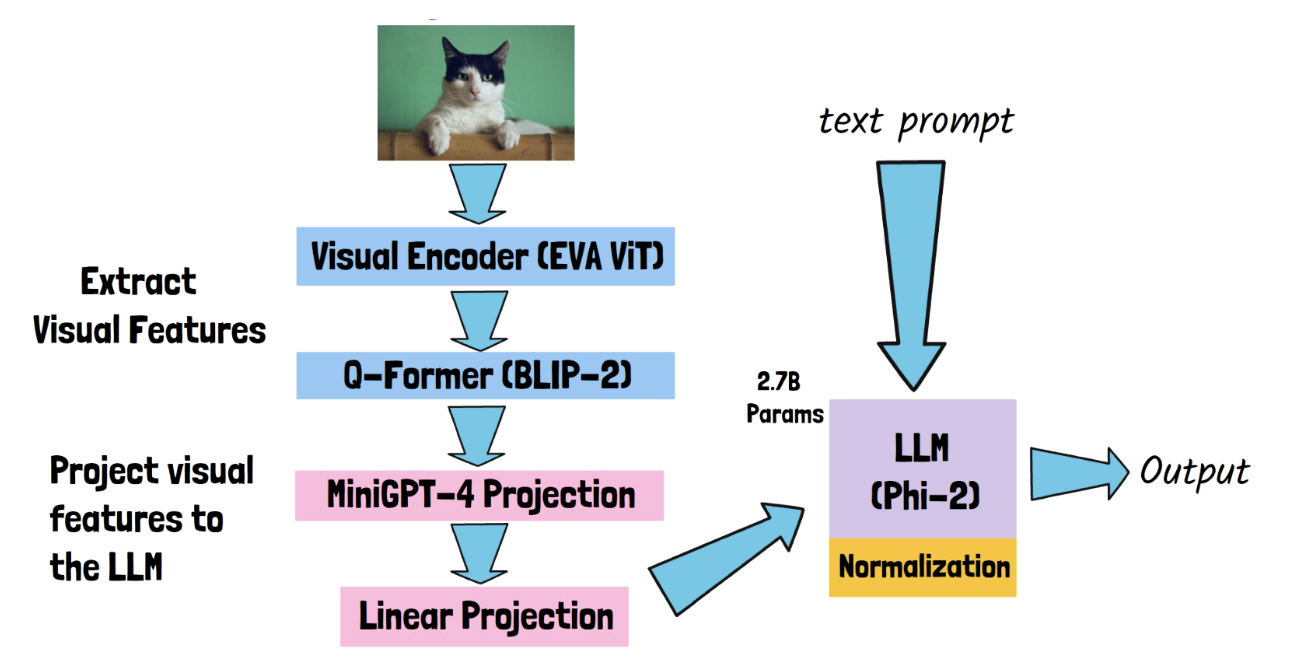 text prompt
Visual Encoder (EVA ViT)
Extract
Visual Features
Q-Former (BLIP-2)
2.7B
Params
LLM
(Phi-2)
Normalization
Output
Project visual
features to
the LLM
MiniGPT-4 Projection
Linear Projection